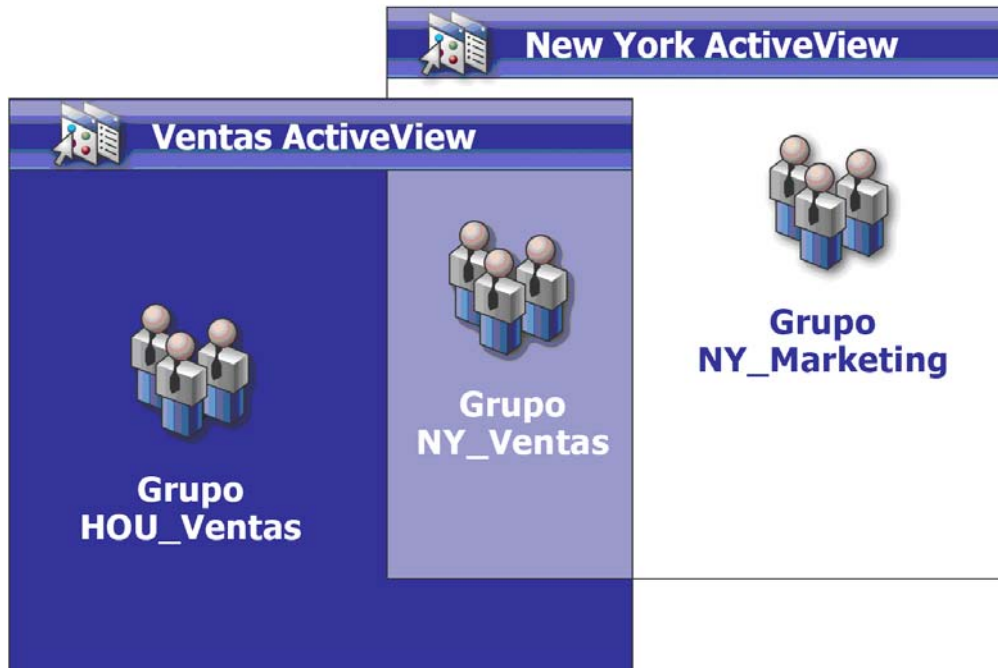 New York ActiveView
Ventas ActiveView
Grupo
NY_Marketing
Grupo
NY_Ventas
Grupo
HOU_Ventas